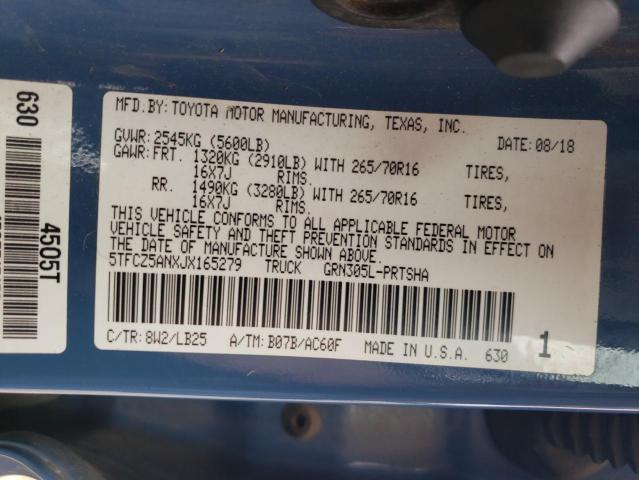 MFD.BY: TOYOTA MOTOR MANUFACTURING, TEXAS, INC.
GVWR: 2545KG (5600LB) DATE: 08/18
GAWR: FRT. 1320KG (2910LB) WITH 265/70R16 TIRES,
16X7J RIMS.
RR. 1490KG (3280LB) WITH 265/70R16 TIRES,
16X7J RIMS.
THIS VEHICLE CONFORMS TO ALL APPLICABLE FEDERAL MOTOR
VEHICLE SAFETY AND THEFT PREVENTION STANDARDS IN EFFECT ON
THE DATE OF MANUFACTURE SHOWN ABOVE.
5TFCZ5ANXJX165279 TRUCK GRN305L-PRTSHA
C/TR: 8W2/LB25 A/TM: B07B/AC60F MADE IN U.S.A. 630 1
630
4505T